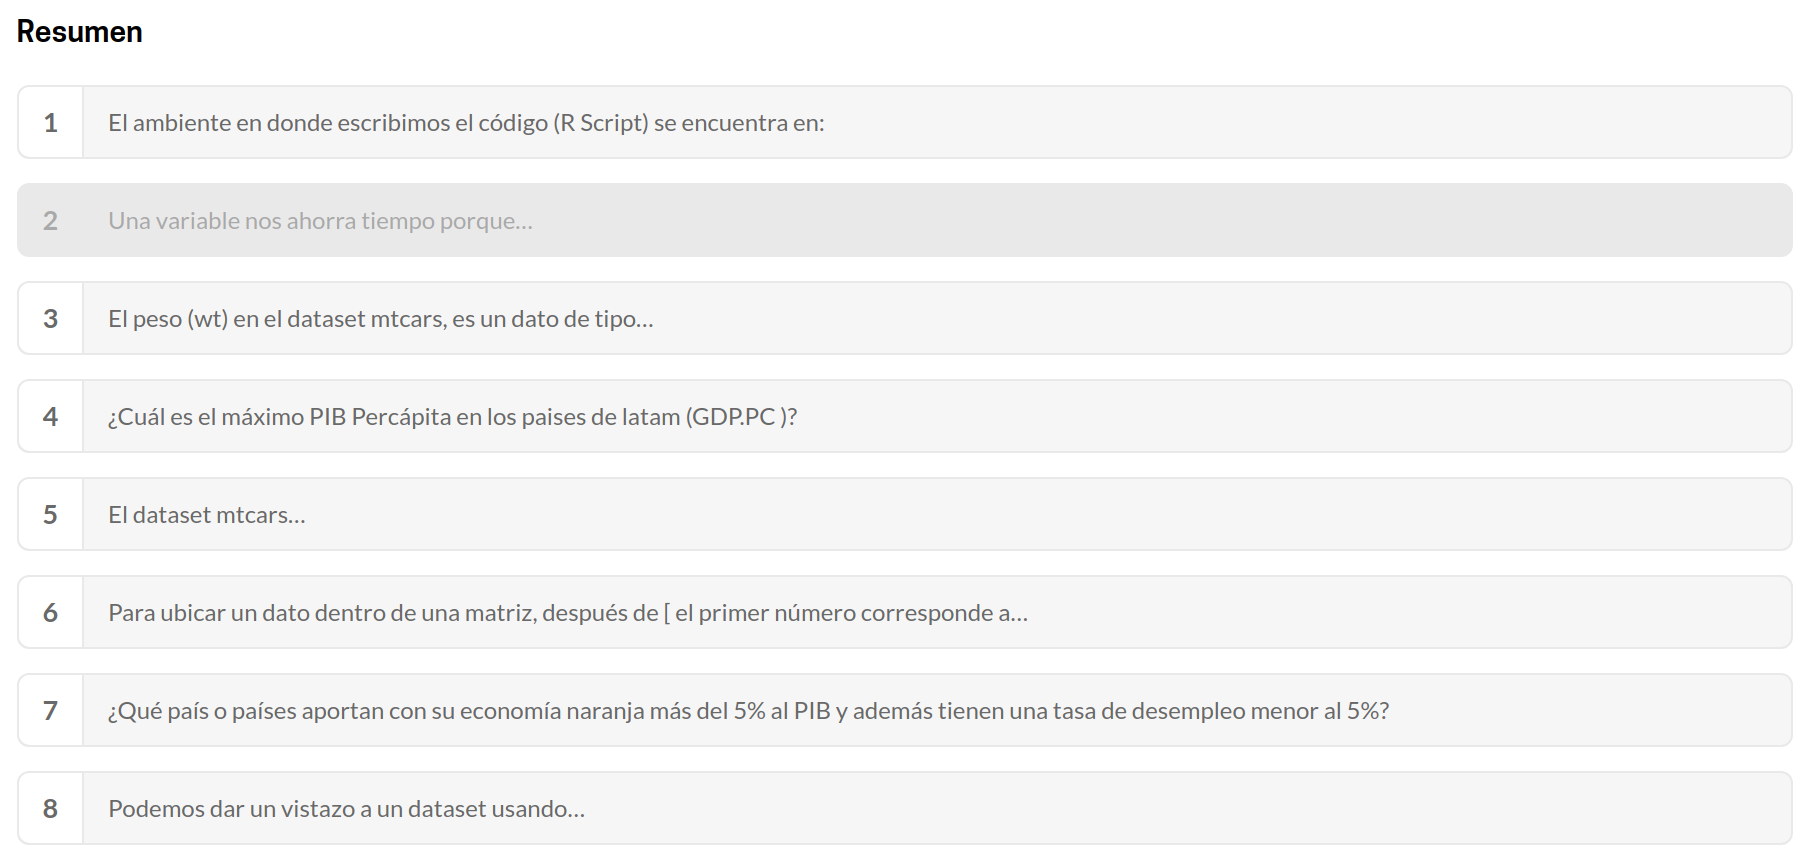 Resumen
1 El ambiente en donde escribimos el código (R Script) se encuentra en:
2 Una variable nos ahorra tiempo porque...
3 El peso (wt) en el dataset mtcars, es un dato de tipo...
4 ¿Cuál es el máximo PIB Percápita en los paises de latam (GDP.PC )?
5 El dataset mtcars...
6 Para ubicar un dato dentro de una matriz, después de [ el primer número corresponde a...
7 ¿Qué país o países aportan con su economía naranja más del 5% al PIB y además tienen una tasa de desempleo menor al 5%?
8 Podemos dar un vistazo a un dataset usando...